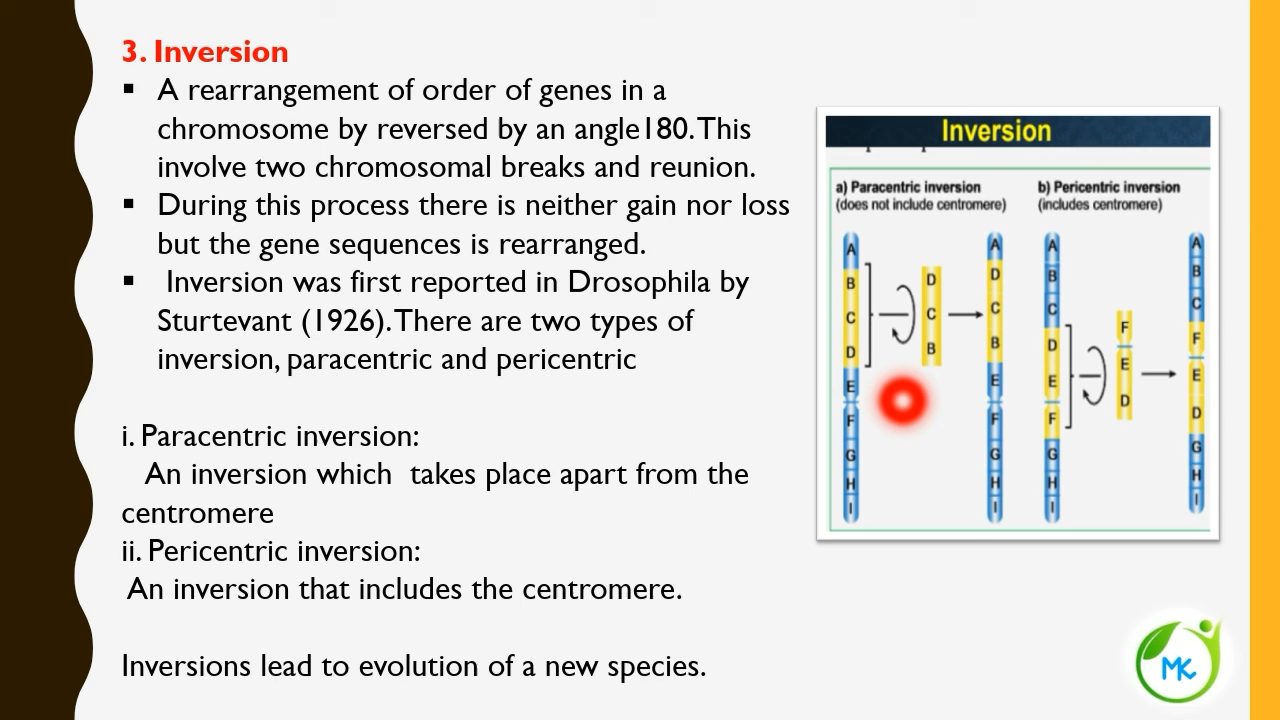 3. Inversion
▪ A rearrangement of order of genes in a
chromosome by reversed by an angle180. This
involve two chromosomal breaks and reunion.
▪ During this process there is neither gain nor loss
but the gene sequences is rearranged.
▪ Inversion was first reported in Drosophila by
Sturtevant (1926). There are two types of
inversion, paracentric and pericentric
i. Paracentric inversion:
An inversion which takes place apart from the
centromere
ii. Pericentric inversion:
An inversion that includes the centromere.
Inversions lead to evolution of a new species.
Inversion
a) Paracentric inversion
(does not include centromere)
A
B
C
D
E
F
G
H
I
D
C
B
A
D
C
B
E
F
G
H
I
b) Pericentric inversion
(includes centromere)
A
B
C
D
E
F
G
H
I
F
E
D
A
B
C
F
E
D
G
H
I
MK